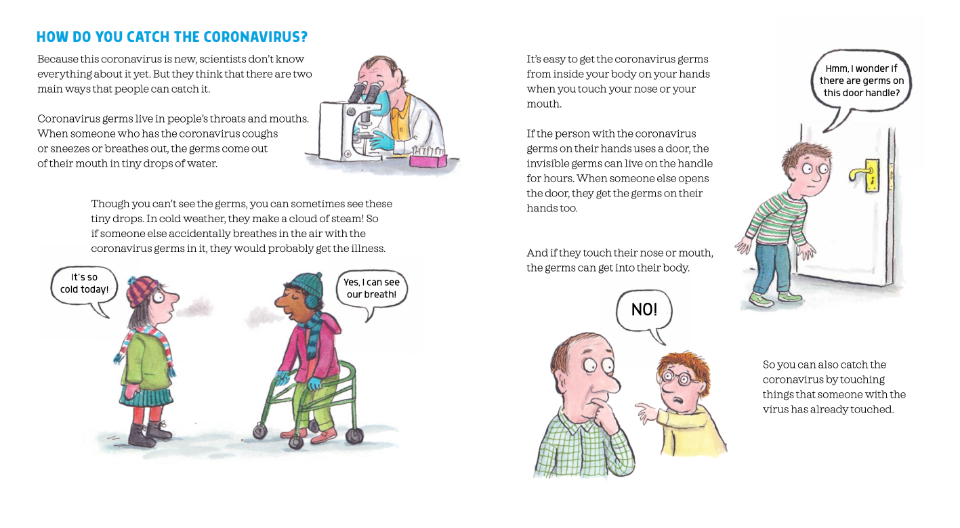 HOW DO YOU CATCH THE CORONAVIRUS?
Because this coronavirus is new, scientists don't know
everything about it yet. But they think that there are two
main ways that people can catch it.
Coronavirus germs live in people's throats and mouths.
When someone who has the coronavirus coughs
or sneezes or breathes out, the germs come out
of their mouth in tiny drops of water.
Though you can't see the germs, you can sometimes see these
tiny drops. In cold weather, they make a cloud of steam! So
if someone else accidentally breathes in the air with the
coronavirus germs in it, they would probably get the illness.
It's so
cold today!
Yes, I can see
our breath!
It's easy to get the coronavirus germs
from inside your body on your hands
when you touch your nose or your
mouth.
If the person with the coronavirus
germs on their hands uses a door, the
invisible germs can live on the handle
for hours. When someone else opens
the door, they get the germs on their
hands too.
And if they touch their nose or mouth,
the germs can get into their body.
Hmm, I wonder if
there are germs on
this door handle?
NO!
So you can also catch the
coronavirus by touching
things that someone with the
virus has already touched.